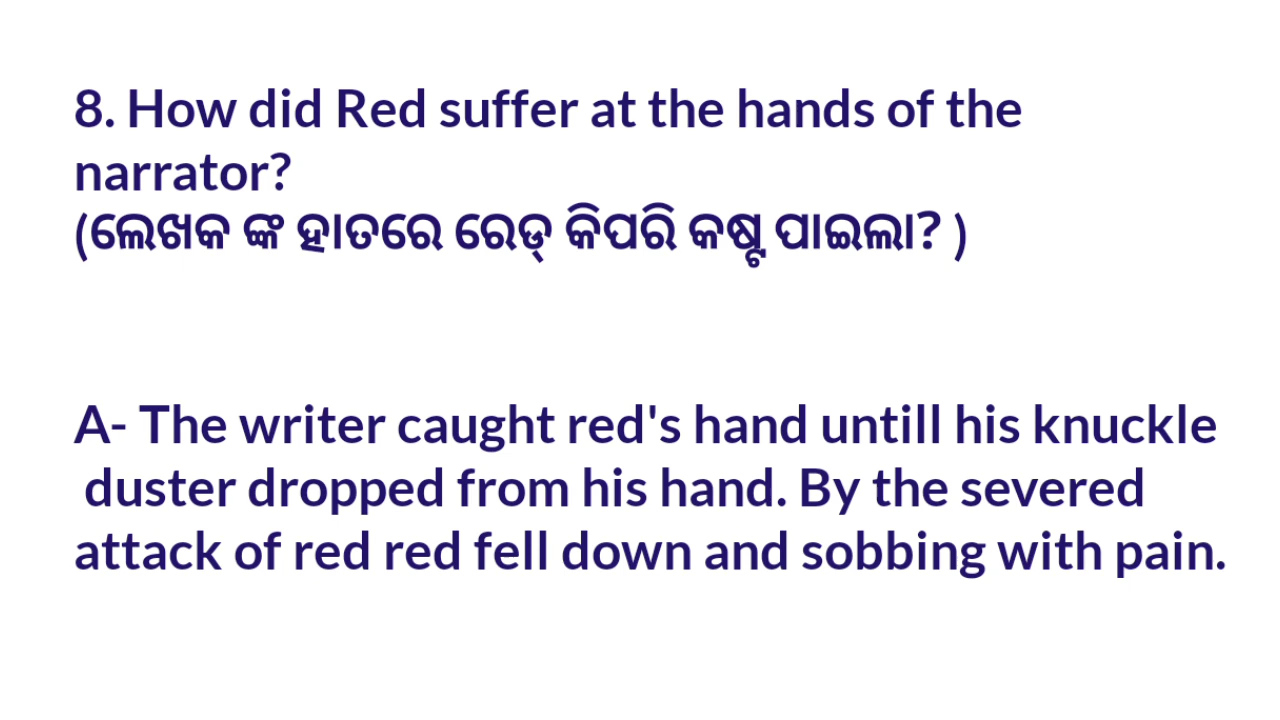 8. How did Red suffer at the hands of the
narrator?
(ଲେଖକ ଙ୍କ ହାତରେ ରେଡ୍ କିପରି କଷ୍ଟ ପାଇଲା? )
A- The writer caught red's hand untill his knuckle
duster dropped from his hand. By the severed
attack of red red fell down and sobbing with pain.